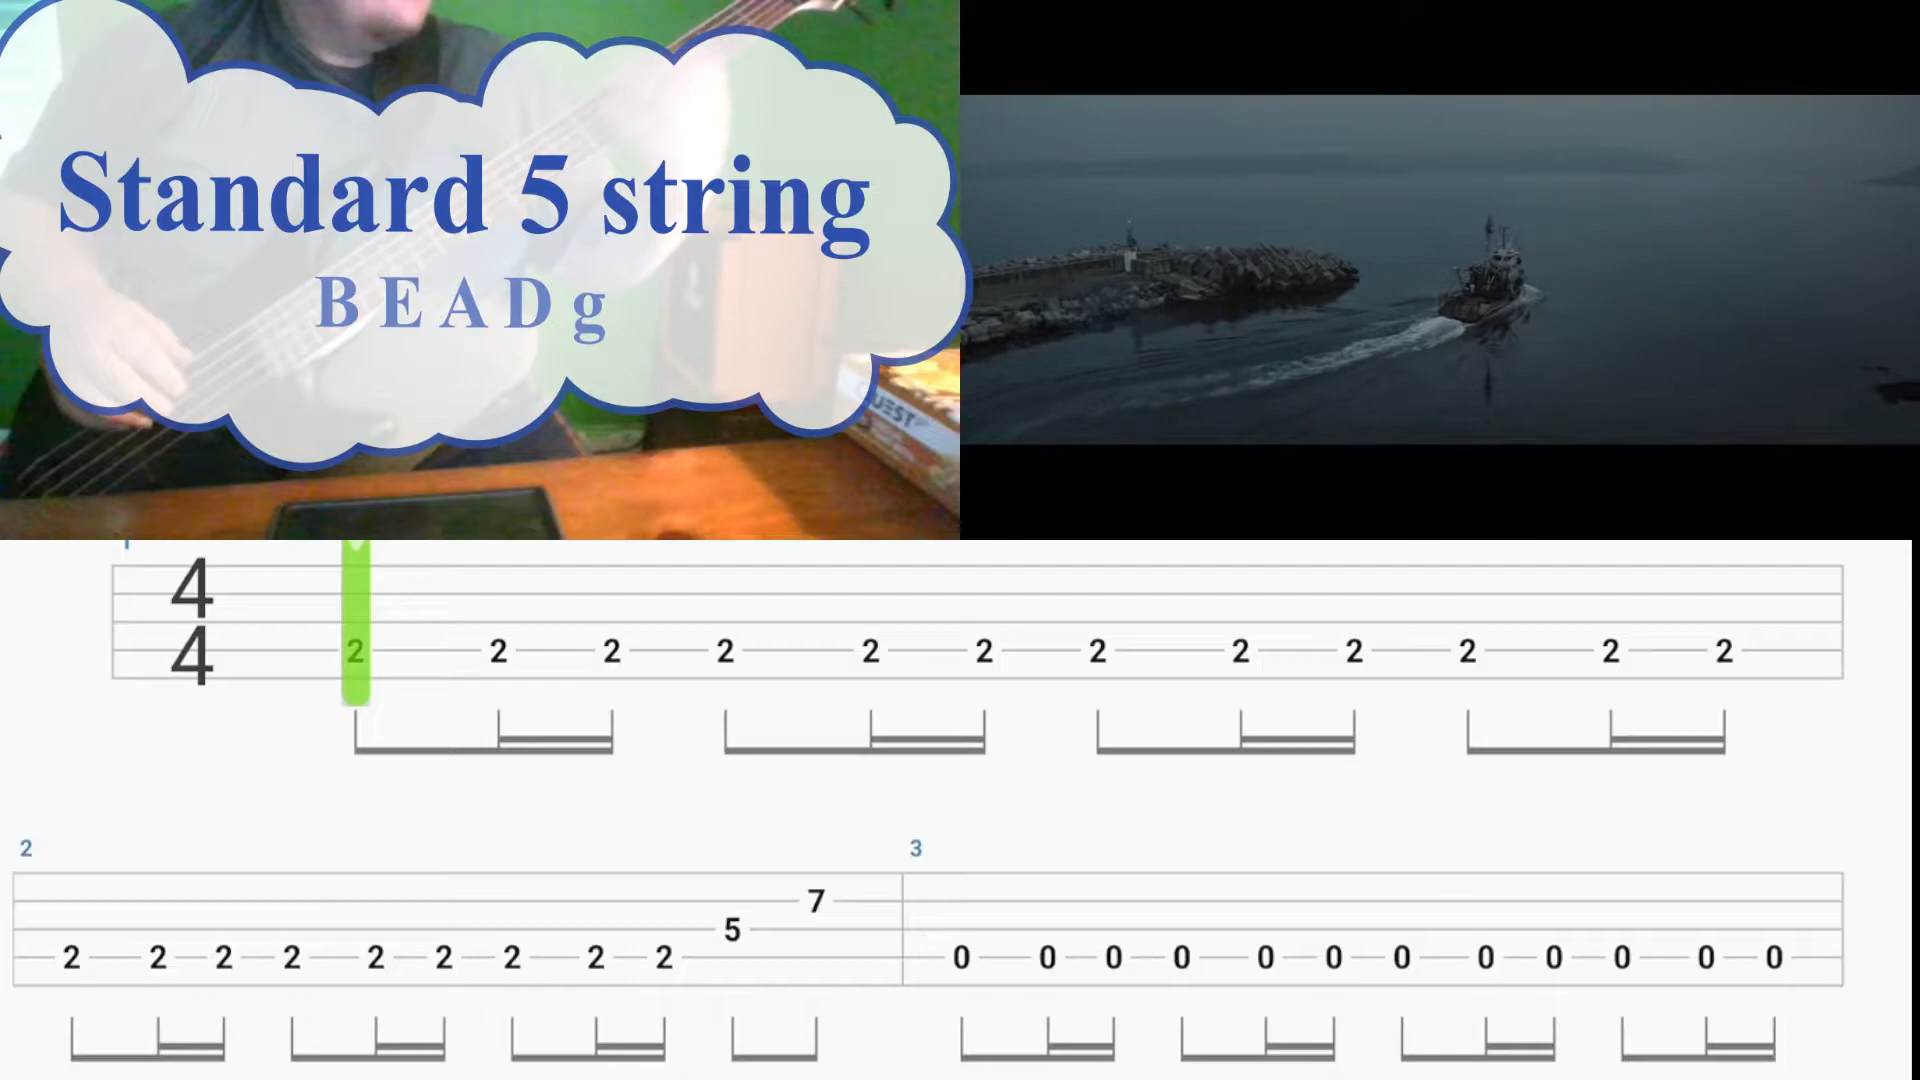 Standard 5 string
B E A D g
UEST
4
4
2 2 2 2 2 2 2 2 2 2 2 2
2 3
7
5
2 2 2 2 2 2 2 2 2 0 0 0 0 0 0 0 0 0 0 0 0